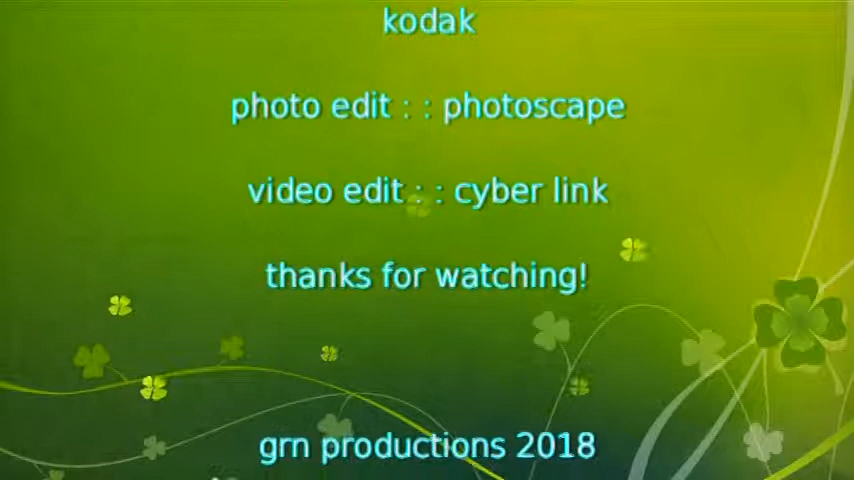 kodak
photo edit : : photoscape
video edit : : cyber link
thanks for watching!
grn productions 2018